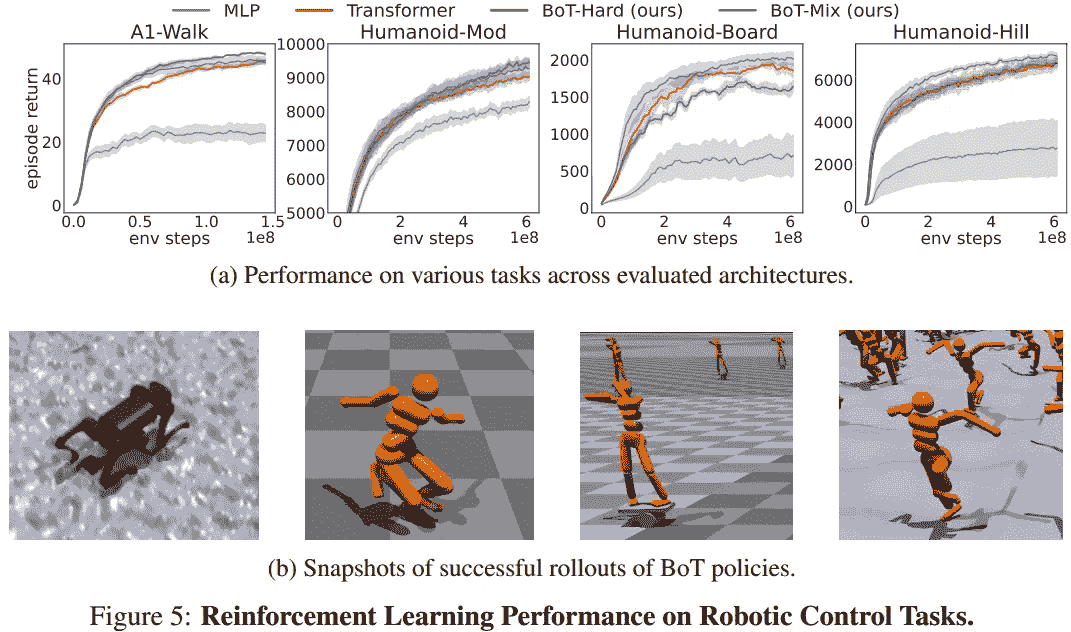 MLP Transformer BoT-Hard (ours) BoT-Mix (ours)
A1-Walk Humanoid-Mod Humanoid-Board Humanoid-Hill
episode return
40
20
0
0.0 0.5 1.0 1.5
1e8
env steps
10000
9000
8000
7000
6000
5000
2 4 6
1e8
env steps
2000
1500
1000
500
0
0 2 4 6
1e8
env steps
6000
4000
2000
0
0 2 4 6
1e8
env steps
(a) Performance on various tasks across evaluated architectures.
(b) Snapshots of successful rollouts of BoT policies.
Figure 5: Reinforcement Learning Performance on Robotic Control Tasks.